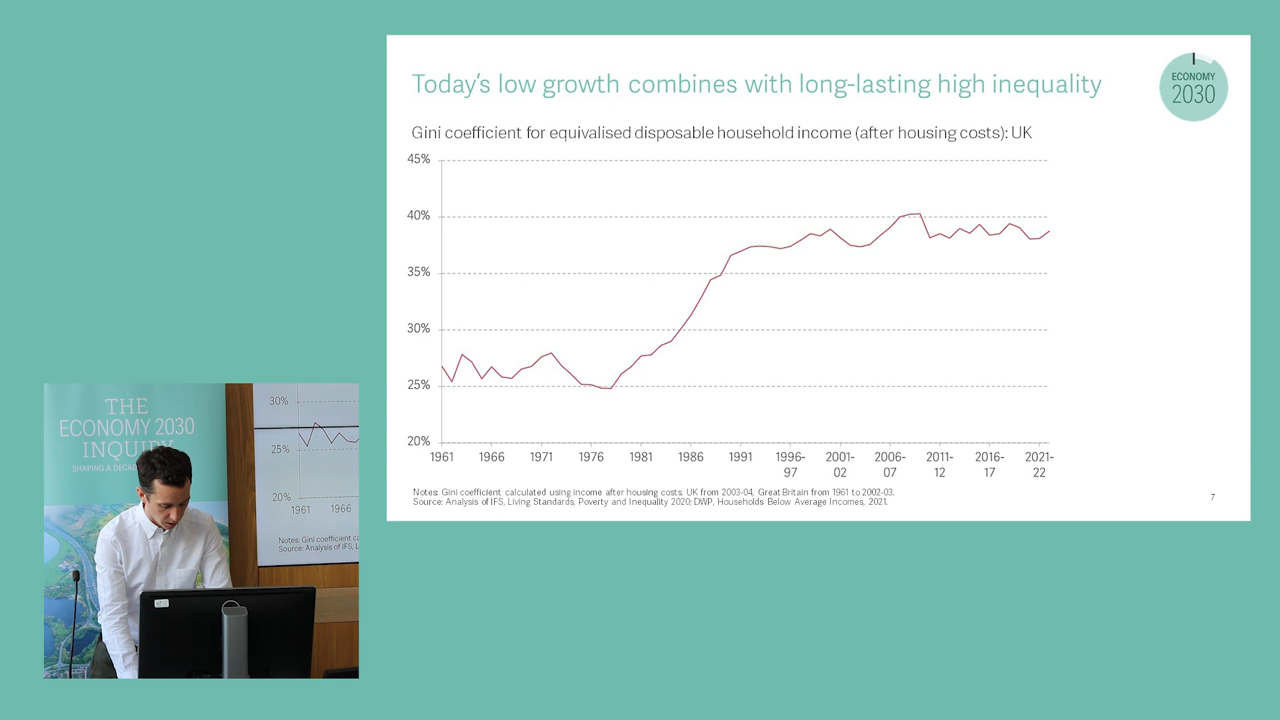 Today's low growth combines with long-lasting high inequality
ECONOMY
2030
Gini coefficient for equivalised disposable household income (after housing costs): UK
45%
40%
35%
30%
25%
20%
1961 1966 1971 1976 1981 1986 1991 1996-97 2001-02 2006-07 2011-12 2016-17 2021-22
Notes: Gini coefficient calculated using income after housing costs. UK from 2003-04, Great Britain from 1961 to 2002-03.
Source: Analysis of IFS, Living Standards, Poverty and Inequality 2020; DWP, Households Below Average Incomes, 2021.
7
THE
ECONOMY 2030
INQUIRY
SHAPING A DECAD
30%
25%
20%
1961 1966
Notes: Gini coefficient ca
Source: Analysis of IFS, L